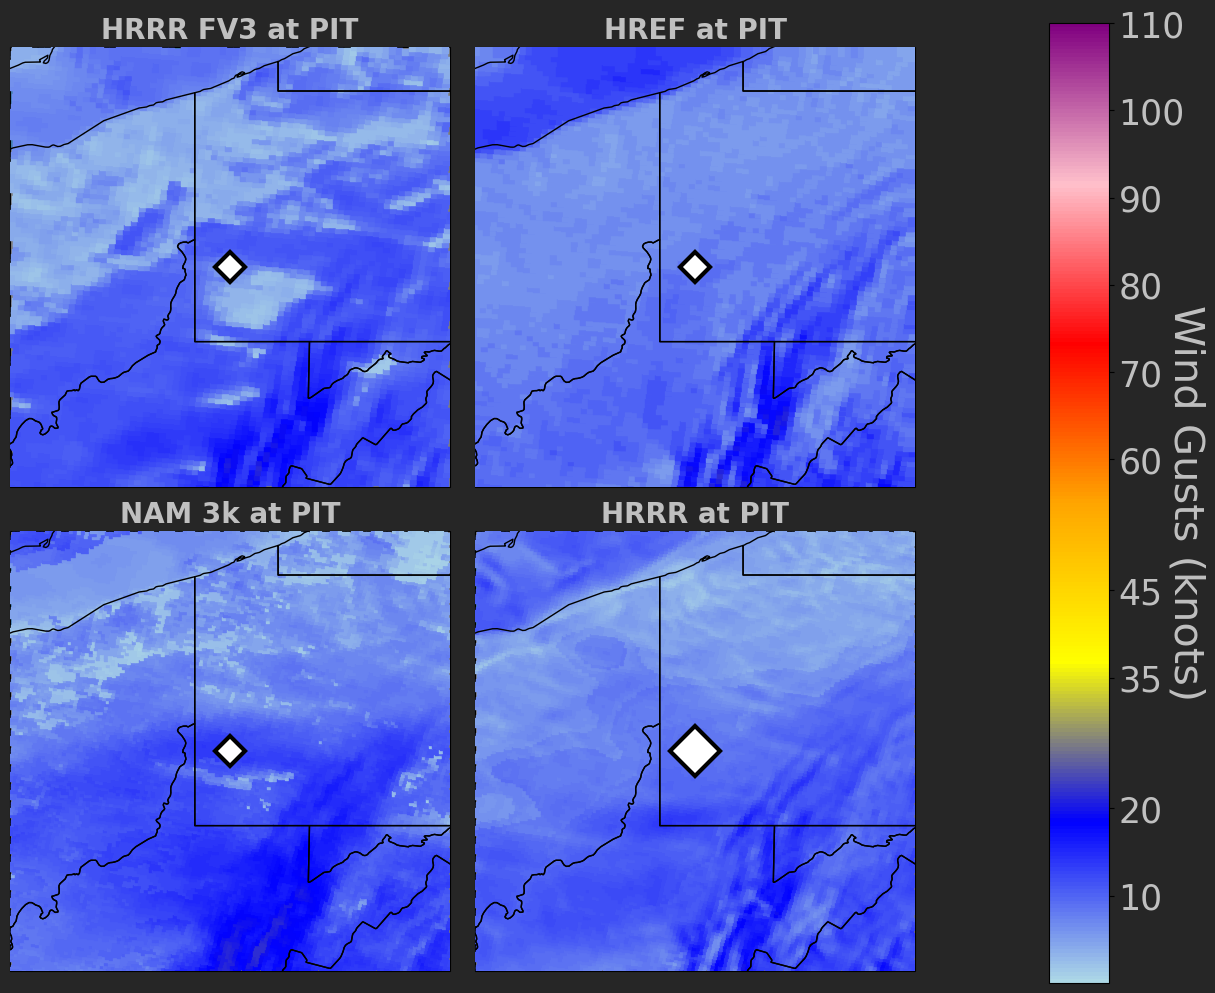 HRRR FV3 at PIT
HREF at PIT
NAM 3k at PIT
HRRR at PIT
110
100
90
80
70
60
45
35
20
10
Wind Gusts (knots)